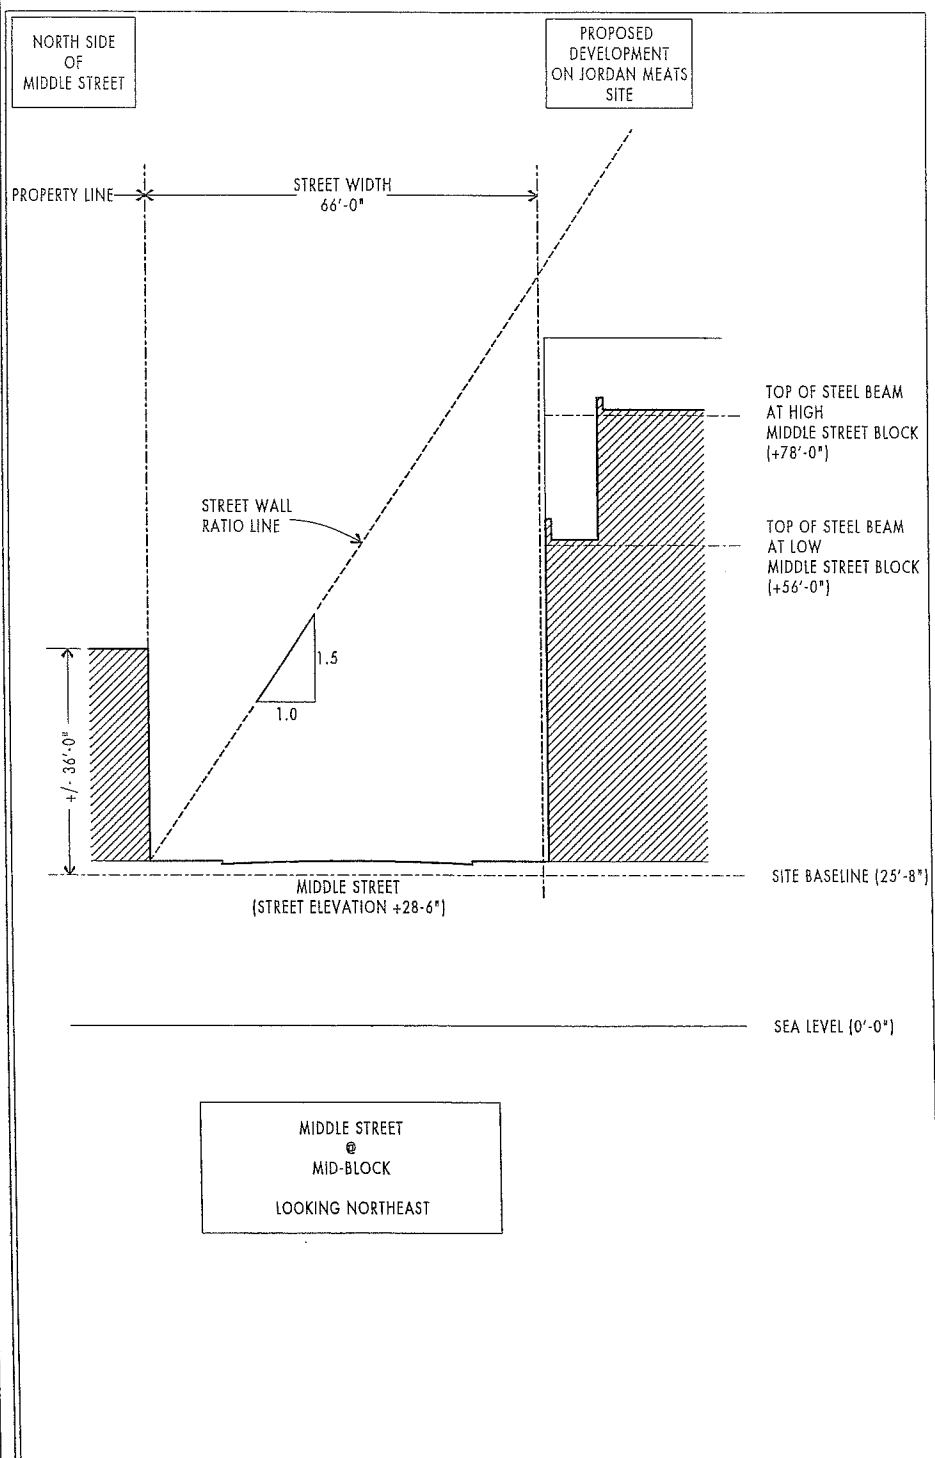 NORTH SIDE
OF
MIDDLE STREET
PROPOSED
DEVELOPMENT
ON JORDAN MEATS
SITE
PROPERTY LINE
STREET WIDTH
66'-0"
TOP OF STEEL BEAM
AT HIGH
MIDDLE STREET BLOCK
(+78'-0")
STREET WALL
RATIO LINE
TOP OF STEEL BEAM
AT LOW
MIDDLE STREET BLOCK
(+56'-0")
1.5
1.0
+/- 36'-0"
SITE BASELINE (25'-8")
MIDDLE STREET
(STREET ELEVATION +28-6")
SEA LEVEL (0'-0")
MIDDLE STREET
@
MID-BLOCK
LOOKING NORTHEAST